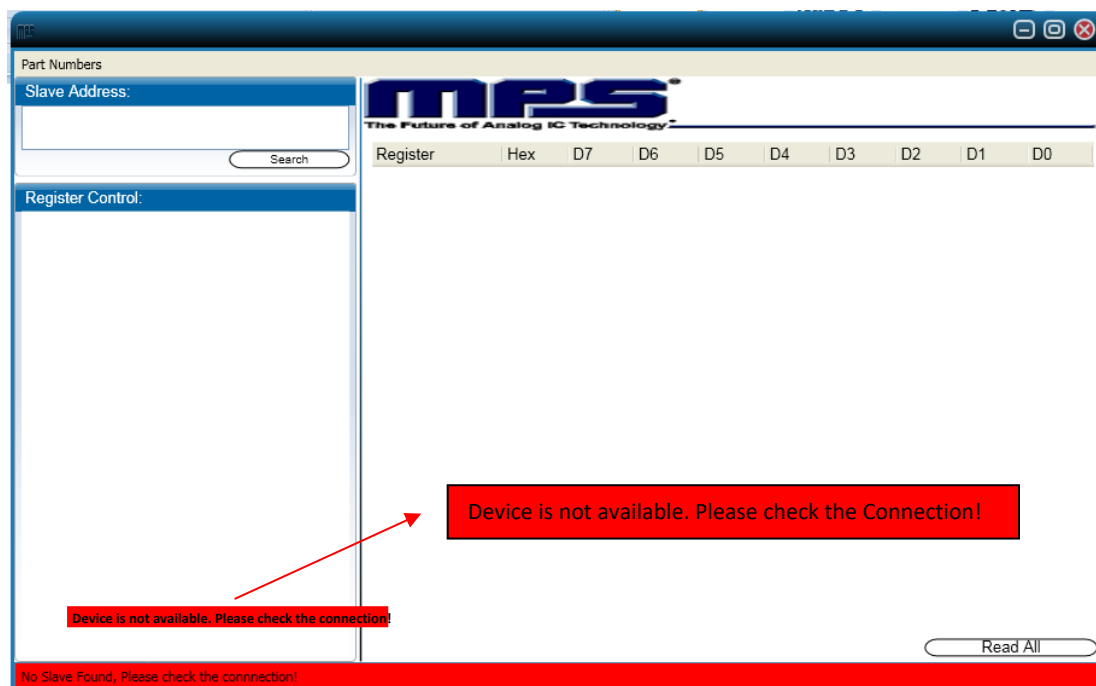 mps
Part Numbers
Slave Address:
Search
Register Control:
mps
The Future of Analog IC Technology
Register Hex D7 D6 D5 D4 D3 D2 D1 D0
Device is not available. Please check the Connection!
Device is not available. Please check the connection!
Read All
No Slave Found, Please check the connnection!